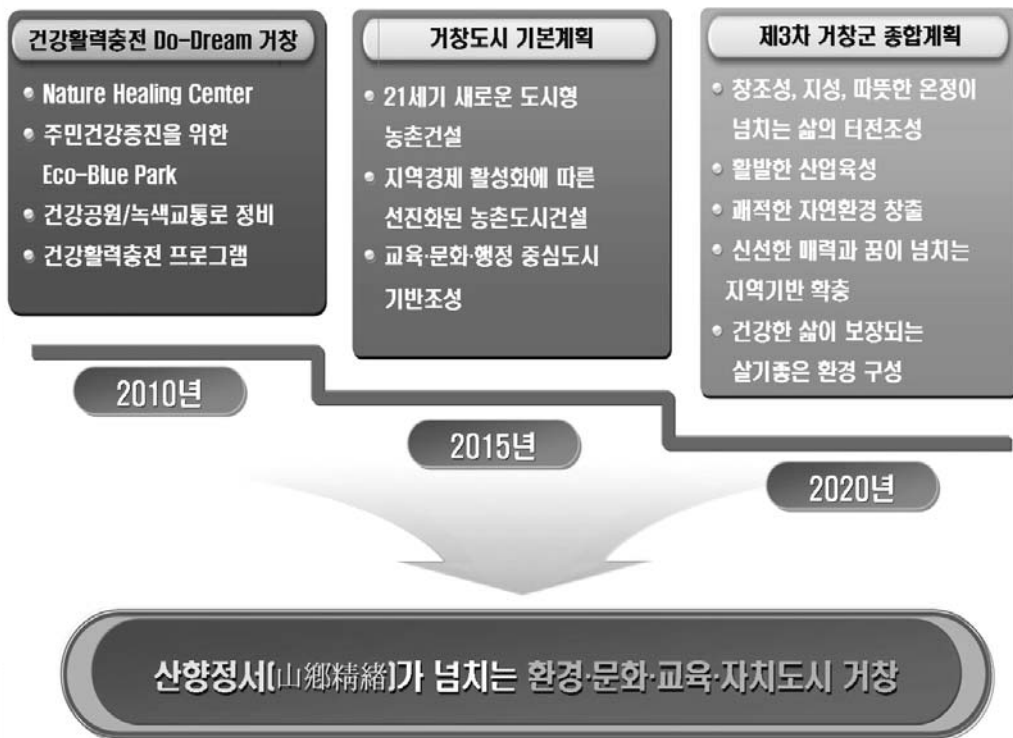 건강활력충전 Do-Dream 거창
• Nature Healing Center
• 주민건강증진을 위한
Eco-Blue Park
• 건강공원/녹색교통로 정비
• 건강활력충전 프로그램
2010년
거창도시 기본계획
• 21세기 새로운 도시형
농촌건설
• 지역경제 활성화에 따른
선진화된 농촌도시건설
• 교육·문화·행정 중심도시
기반조성
2015년
제3차 거창군 종합계획
• 창조성, 지성, 따뜻한 온정이
넘치는 삶의 터전조성
• 활발한 산업육성
• 쾌적한 자연환경 창출
• 신선한 매력과 꿈이 넘치는
지역기반 확충
• 건강한 삶이 보장되는
살기좋은 환경 구성
2020년
산향정서(山鄕精緖)가 넘치는 환경·문화·교육·자치도시 거창